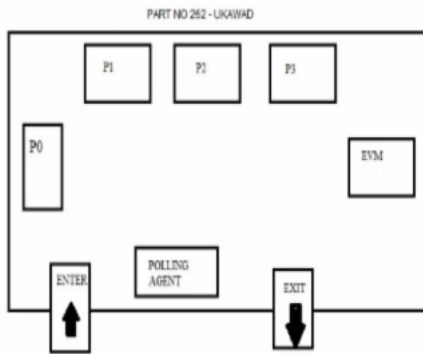 PART NO 262 - UKAWAD
P1
P2
P3
P0
EVM
POLLING
AGENT
ENTER
EXIT